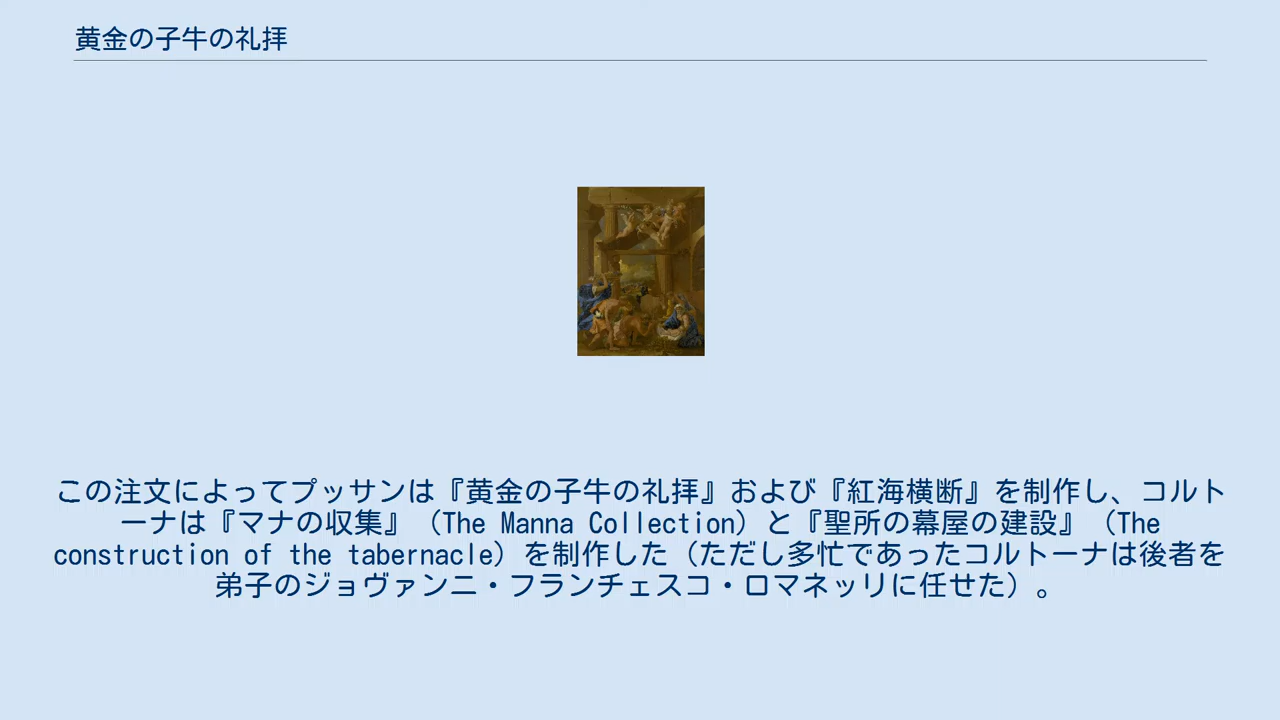 黄金の子牛の礼拝
この注文によってプッサンは『黄金の子牛の礼拝』および『紅海横断』を制作し、コルト
ーナは『マナの収集』（The Manna Collection）と『聖所の幕屋の建設』（The
construction of the tabernacle）を制作した（ただし多忙であったコルトーナは後者を
弟子のジョヴァンニ・フランチェスコ・ロマネッリに任せた）。